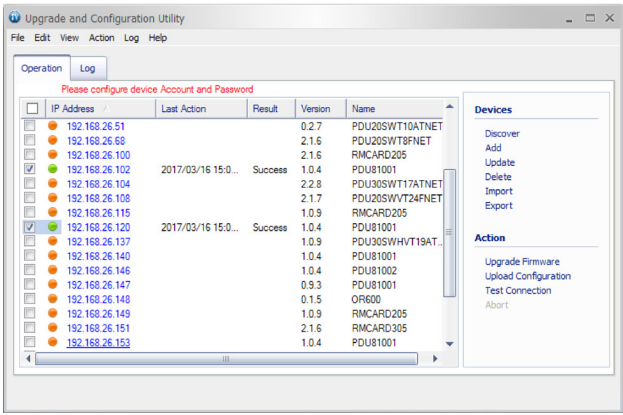 Upgrade and Configuration Utility
File Edit View Action Log Help
Operation Log
Please configure device Account and Password
IP Address Last Action Result Version Name
192.168.26.51 0.2.7 PDU20SWT10ATNET
192.168.26.68 2.1.6 PDU20SWT8FNET
192.168.26.100 2.1.6 RMCARD205
192.168.26.102 2017/03/16 15:0... Success 1.0.4 PDU81001
192.168.26.104 2.2.8 PDU30SWT17ATNET
192.168.26.108 2.1.7 PDU20SWVT24FNET
192.168.26.115 1.0.9 RMCARD205
192.168.26.120 2017/03/16 15:0... Success 1.0.4 PDU81001
192.168.26.137 1.0.9 PDU30SWHVT19AT...
192.168.26.140 1.0.4 PDU81001
192.168.26.146 1.0.4 PDU81002
192.168.26.147 0.9.3 PDU81001
192.168.26.148 0.1.5 OR600
192.168.26.149 1.0.9 RMCARD205
192.168.26.151 2.1.6 RMCARD305
192.168.26.153 1.0.4 PDU81001
Devices
Discover
Add
Update
Delete
Import
Export
Action
Upgrade Firmware
Upload Configuration
Test Connection
Abort